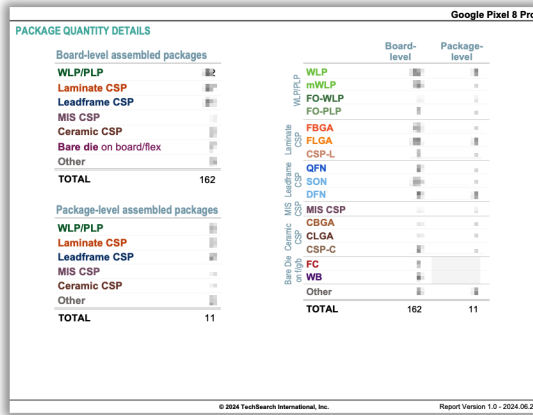 Google Pixel 8 Pro
PACKAGE QUANTITY DETAILS
Board-level assembled packages
WLP/PLP
Laminate CSP
Leadframe CSP
MIS CSP
Ceramic CSP
Bare die on board/flex
Other
TOTAL 162
Package-level assembled packages
WLP/PLP
Laminate CSP
Leadframe CSP
MIS CSP
Ceramic CSP
Other
TOTAL 11
Board-level Package-level
WLP/PLP
WLP
mWLP
FO-WLP
FO-PLP
Laminate CSP
FBGA
FLGA
CSP-L
Leadframe CSP
QFN
SON
DFN
MIS
MIS CSP
Ceramic CSP
CBGA
CLGA
CSP-C
Bare Die
FC
WB
Other
TOTAL 162 11
© 2024 TechSearch International, Inc.
Report Version 1.0 - 2024.06.2